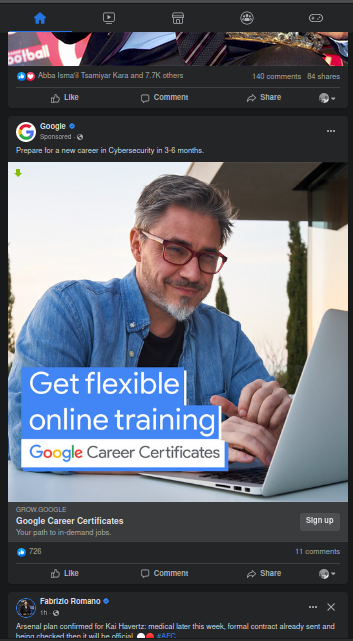 ootball
Abba Isma'il Tsamiyar Kara and 7.7K others 140 comments 84 shares
Like Comment Share
Google
Sponsored ·
Prepare for a new career in Cybersecurity in 3-6 months.
Get flexible
online training
Google Career Certificates
GROW.GOOGLE
Google Career Certificates
Your path to in-demand jobs.
Sign up
726 11 comments
Like Comment Share
Fabrizio Romano
1h ·
Arsenal plan confirmed for Kai Havertz: medical later this week, formal contract already sent and
being checked then it will be official. #AFC